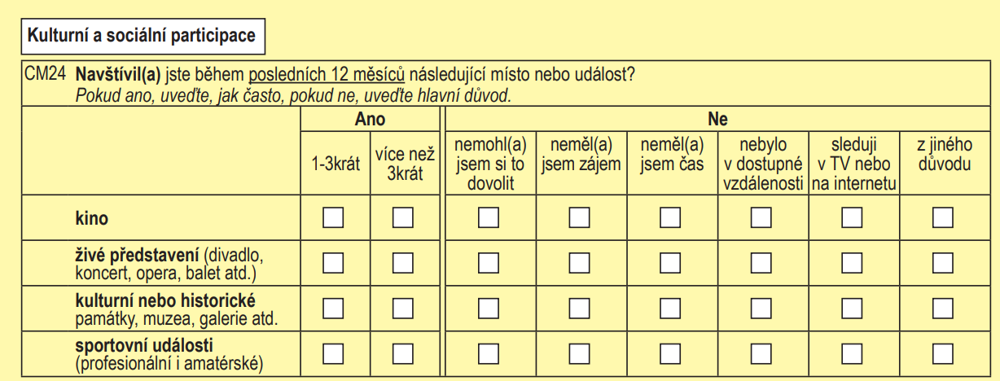 Kulturní a sociální participace
CM24 Navštívil(a) jste během posledních 12 měsíců následující místo nebo událost?
Pokud ano, uveďte, jak často, pokud ne, uveďte hlavní důvod.
Ano
Ne
1-3krát
více než
3krát
nemohl(a)
jsem si to
dovolit
neměl(a)
jsem zájem
neměl(a)
jsem čas
nebylo
v dostupné
vzdálenosti
sleduji
v TV nebo
na internetu
z jiného
důvodu
kino
živé představení (divadlo,
koncert, opera, balet atd.)
kulturní nebo historické
památky, muzea, galerie atd.
sportovní události
(profesionální i amatérské)